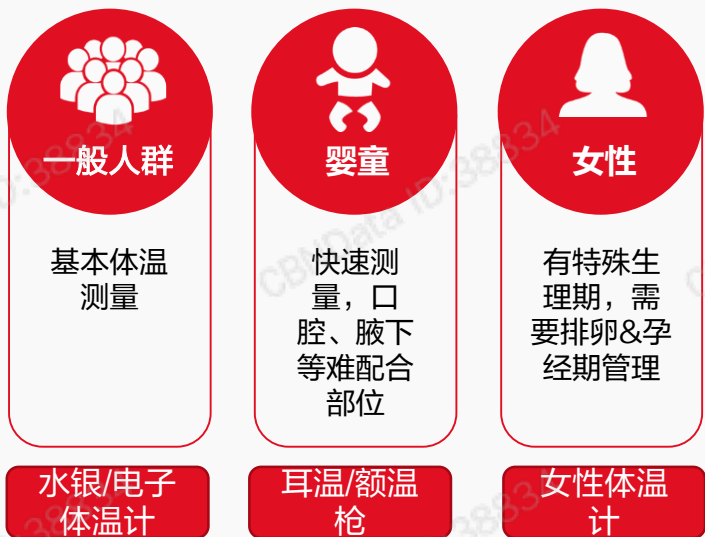 一般人群
基本体温
测量
水银/电子
体温计
婴童
快速测
量，口
腔、腋下
等难配合
部位
耳温/额温
枪
女性
有特殊生
理期，需
要排卵&孕
经期管理
女性体温
计
CBNData ID:38834